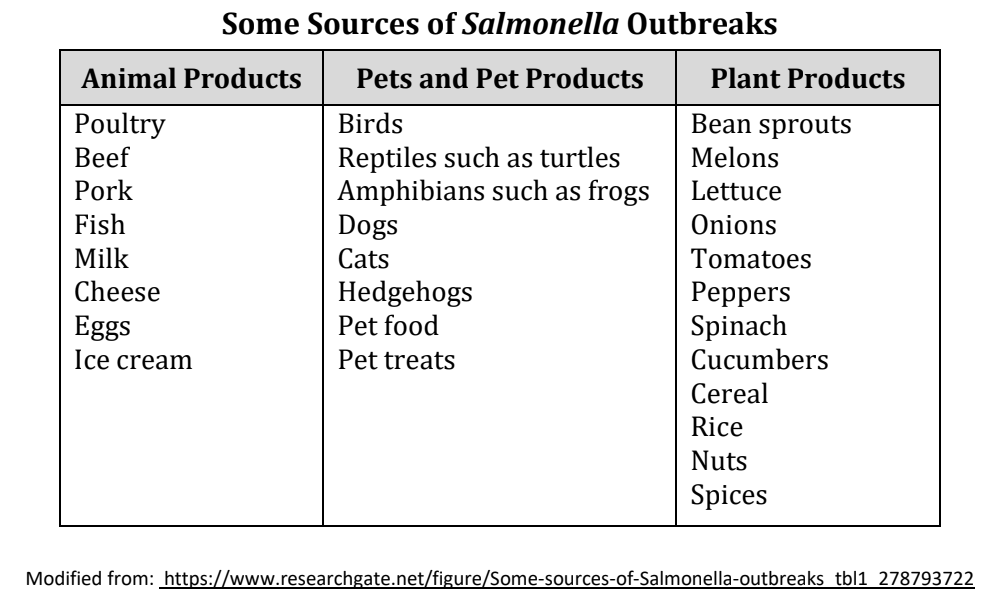 Some Sources of Salmonella Outbreaks
Animal Products
Pets and Pet Products
Plant Products
Poultry
Beef
Pork
Fish
Milk
Cheese
Eggs
Ice cream
Birds
Reptiles such as turtles
Amphibians such as frogs
Dogs
Cats
Hedgehogs
Pet food
Pet treats
Bean sprouts
Melons
Lettuce
Onions
Tomatoes
Peppers
Spinach
Cucumbers
Cereal
Rice
Nuts
Spices
Modified from: https://www.researchgate.net/figure/Some-sources-of-Salmonella-outbreaks_tbl1_278793722